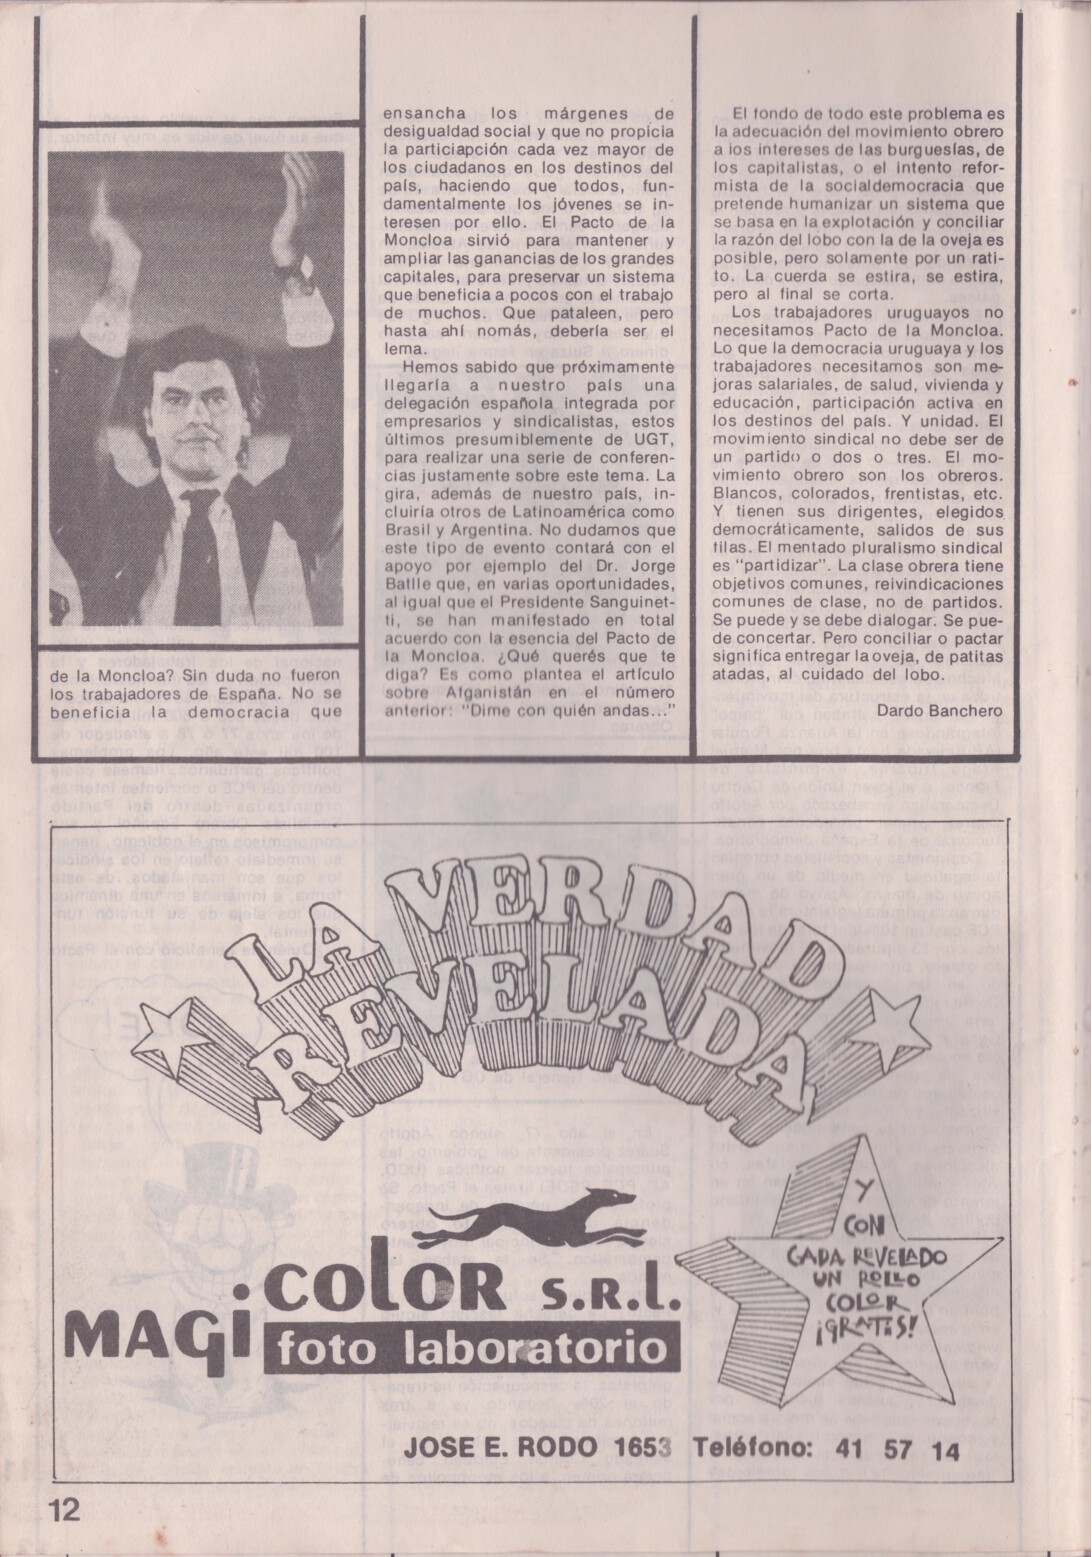 de la Moncloa? Sin duda no fueron
los trabajadores de España. No se
beneficia la democracia que
ensancha los márgenes de
desigualdad social y que no propicia
la particiapción cada vez mayor de
los ciudadanos en los destinos del
país, haciendo que todos, fun-
damentalmente los jóvenes se in-
teresen por ello. El Pacto de la
Moncloa sirvió para mantener y
ampliar las ganancias de los grandes
capitales, para preservar un sistema
que beneficia a pocos con el trabajo
de muchos. Que pataleen, pero
hasta ahí nomás, debería ser el
lema.
Hemos sabido que próximamente
llegaría a nuestro país una
delegación española integrada por
empresarios y sindicalistas, estos
últimos presumiblemente de UGT,
para realizar una serie de conferen-
cias justamente sobre este tema. La
gira, además de nuestro país, in-
cluiría otros de Latinoamérica como
Brasil y Argentina. No dudamos que
este tipo de evento contará con el
apoyo por ejemplo del Dr. Jorge
Batlle que, en varias oportunidades,
al igual que el Presidente Sanguinet-
ti, se han manifestado en total
acuerdo con la esencia del Pacto de
la Moncloa. ¿Qué querés que te
diga? Es como plantea el artículo
sobre Afganistán en el número
anterior: "Dime con quién andas..."
El fondo de todo este problema es
la adecuación del movimiento obrero
a los intereses de las burguesías, de
los capitalistas, o el intento refor-
mista de la socialdemocracia que
pretende humanizar un sistema que
se basa en la explotación y conciliar
la razón del lobo con la de la oveja es
posible, pero solamente por un rati-
to. La cuerda se estira, se estira,
pero al final se corta.
Los trabajadores uruguayos no
necesitamos Pacto de la Moncloa.
Lo que la democracia uruguaya y los
trabajadores necesitamos son me-
joras salariales, de salud, vivienda y
educación, participación activa en
los destinos del país. Y unidad. El
movimiento sindical no debe ser de
un partido o dos o tres. El mo-
vimiento obrero son los obreros.
Blancos, colorados, frentistas, etc.
Y tienen sus dirigentes, elegidos
democráticamente, salidos de sus
filas. El mentado pluralismo sindical
es "partidizar". La clase obrera tiene
objetivos comunes, reivindicaciones
comunes de clase, no de partidos.
Se puede y se debe dialogar. Se pue-
de concertar. Pero conciliar o pactar
significa entregar la oveja, de patitas
atadas, al cuidado del lobo.
Dardo Banchero
LA VERDAD
REVELADA
MAGICOLOR S.R.L.
foto laboratorio
Y
CON
CADA REVELADO
UN ROLLO
COLOR
¡GRATIS!
JOSE E. RODO 1653 Teléfono: 41 57 14
12